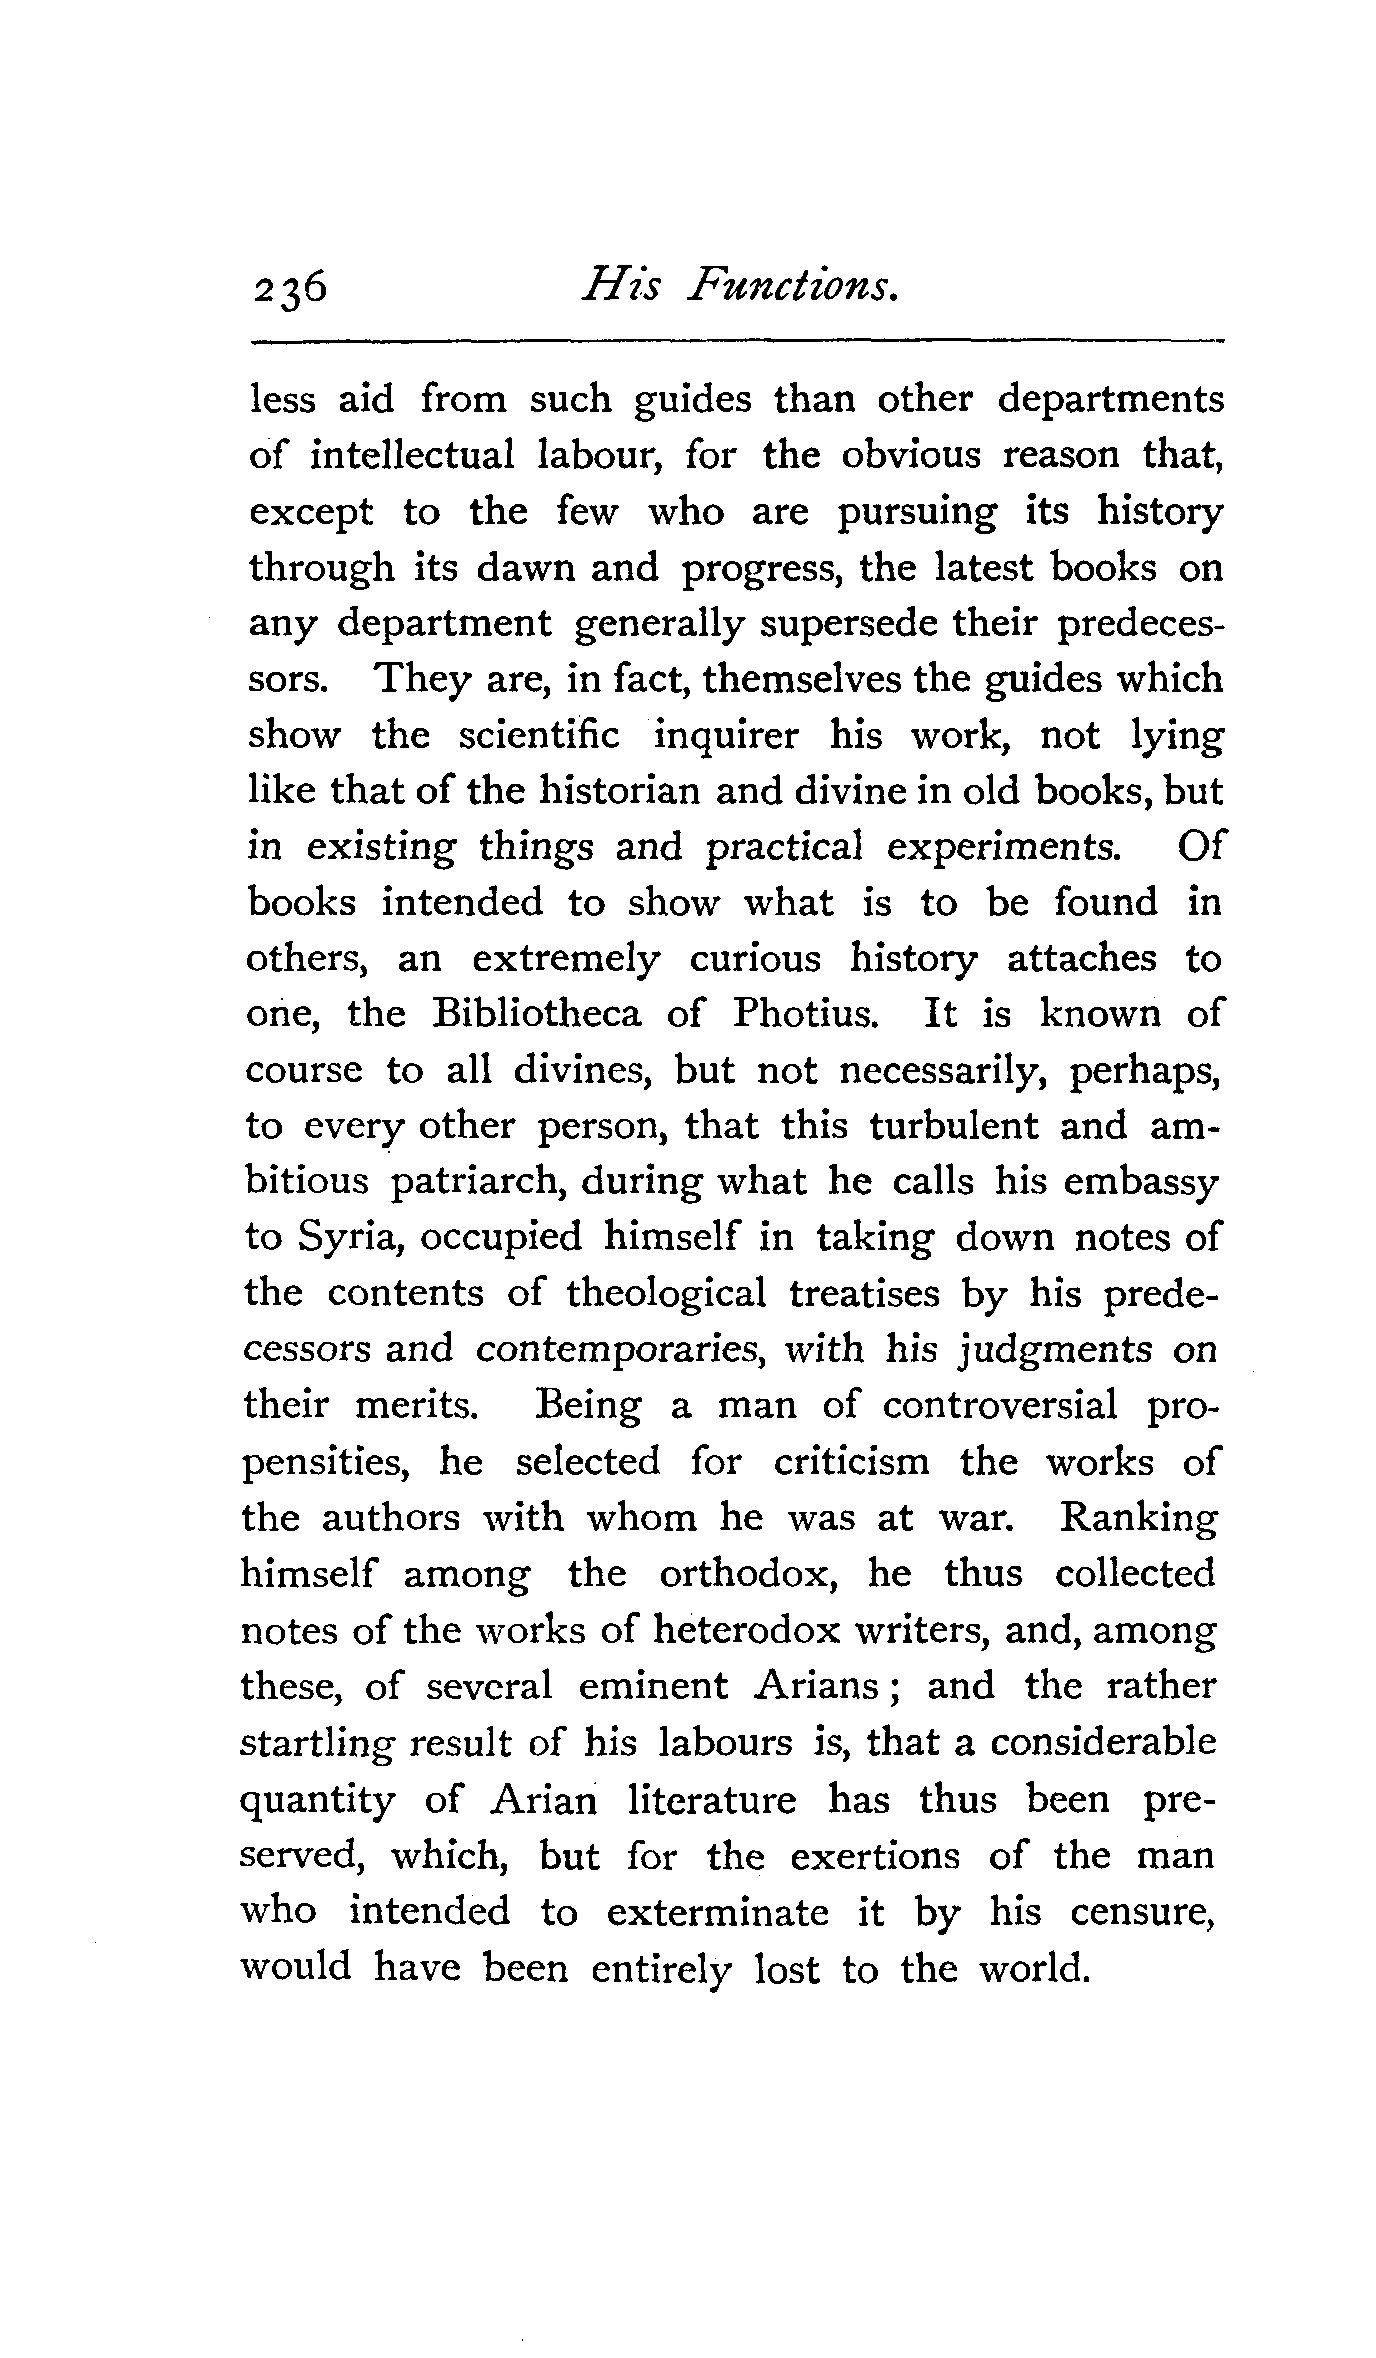 236 His Functions.
less aid from such guides than other departments
of intellectual labour, for the obvious reason that,
except to the few who are pursuing its history
through its dawn and progress, the latest books on
any department generally supersede their predeces-
sors. They are, in fact, themselves the guides which
show the scientific inquirer his work, not lying
like that of the historian and divine in old books, but
in existing things and practical experiments. Of
books intended to show what is to be found in
others, an extremely curious history attaches to
one, the Bibliotheca of Photius. It is known of
course to all divines, but not necessarily, perhaps,
to every other person, that this turbulent and am-
bitious patriarch, during what he calls his embassy
to Syria, occupied himself in taking down notes of
the contents of theological treatises by his prede-
cessors and contemporaries, with his judgments on
their merits. Being a man of controversial pro-
pensities, he selected for criticism the works of
the authors with whom he was at war. Ranking
himself among the orthodox, he thus collected
notes of the works of heterodox writers, and, among
these, of several eminent Arians ; and the rather
startling result of his labours is, that a considerable
quantity of Arian literature has thus been pre-
served, which, but for the exertions of the man
who intended to exterminate it by his censure,
would have been entirely lost to the world.